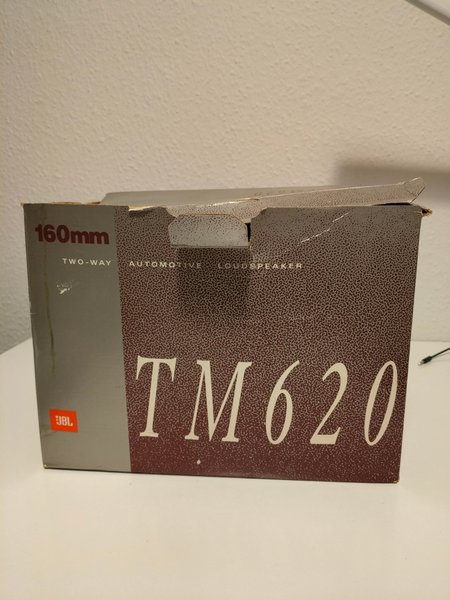 160mm
TWO-WAY AUTOMOTIVE LOUDSPEAKER
TM620
JBL